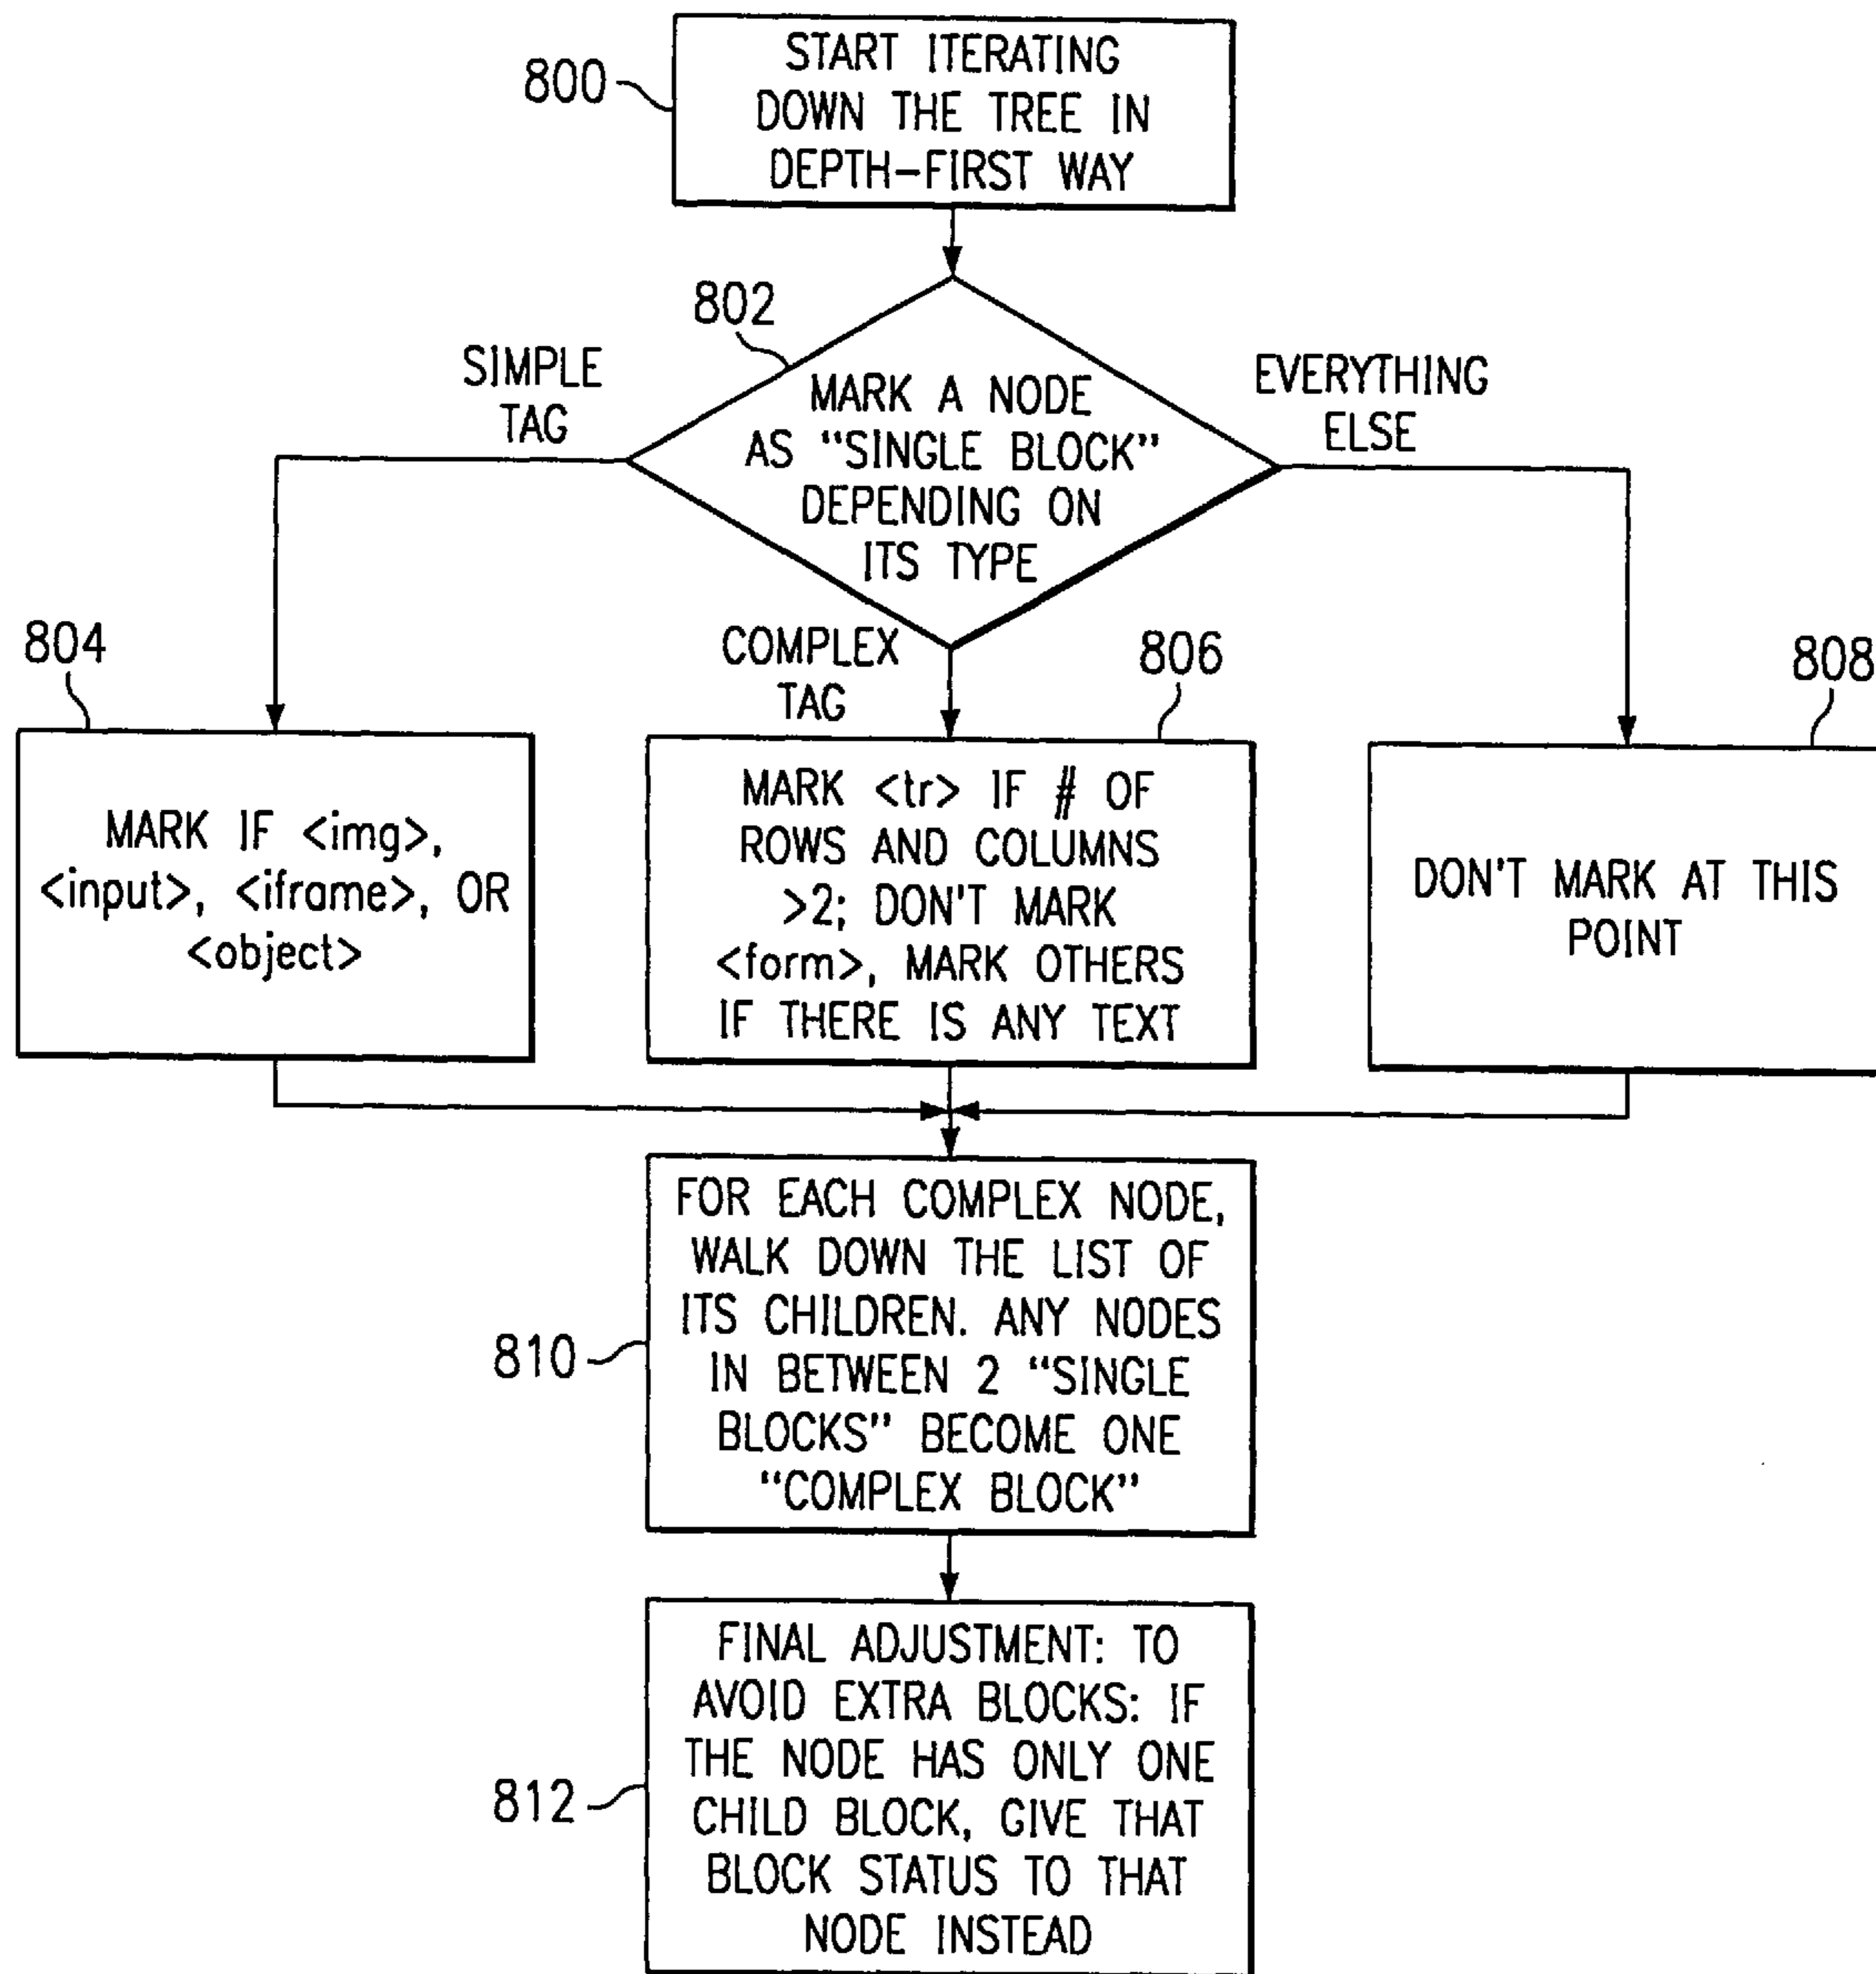 START ITERATING
DOWN THE TREE IN
DEPTH-FIRST WAY
800
802
SIMPLE
TAG
MARK A NODE
AS “SINGLE BLOCK”
DEPENDING ON
ITS TYPE
EVERYTHING
ELSE
804
COMPLEX
TAG
806
808
MARK IF <img>,
<input>, <iframe>, OR
<object>
MARK <tr> IF # OF
ROWS AND COLUMNS
>2; DON'T MARK
<form>, MARK OTHERS
IF THERE IS ANY TEXT
DON'T MARK AT THIS
POINT
810
FOR EACH COMPLEX NODE,
WALK DOWN THE LIST OF
ITS CHILDREN. ANY NODES
IN BETWEEN 2 “SINGLE
BLOCKS” BECOME ONE
“COMPLEX BLOCK”
812
FINAL ADJUSTMENT: TO
AVOID EXTRA BLOCKS: IF
THE NODE HAS ONLY ONE
CHILD BLOCK, GIVE THAT
BLOCK STATUS TO THAT
NODE INSTEAD